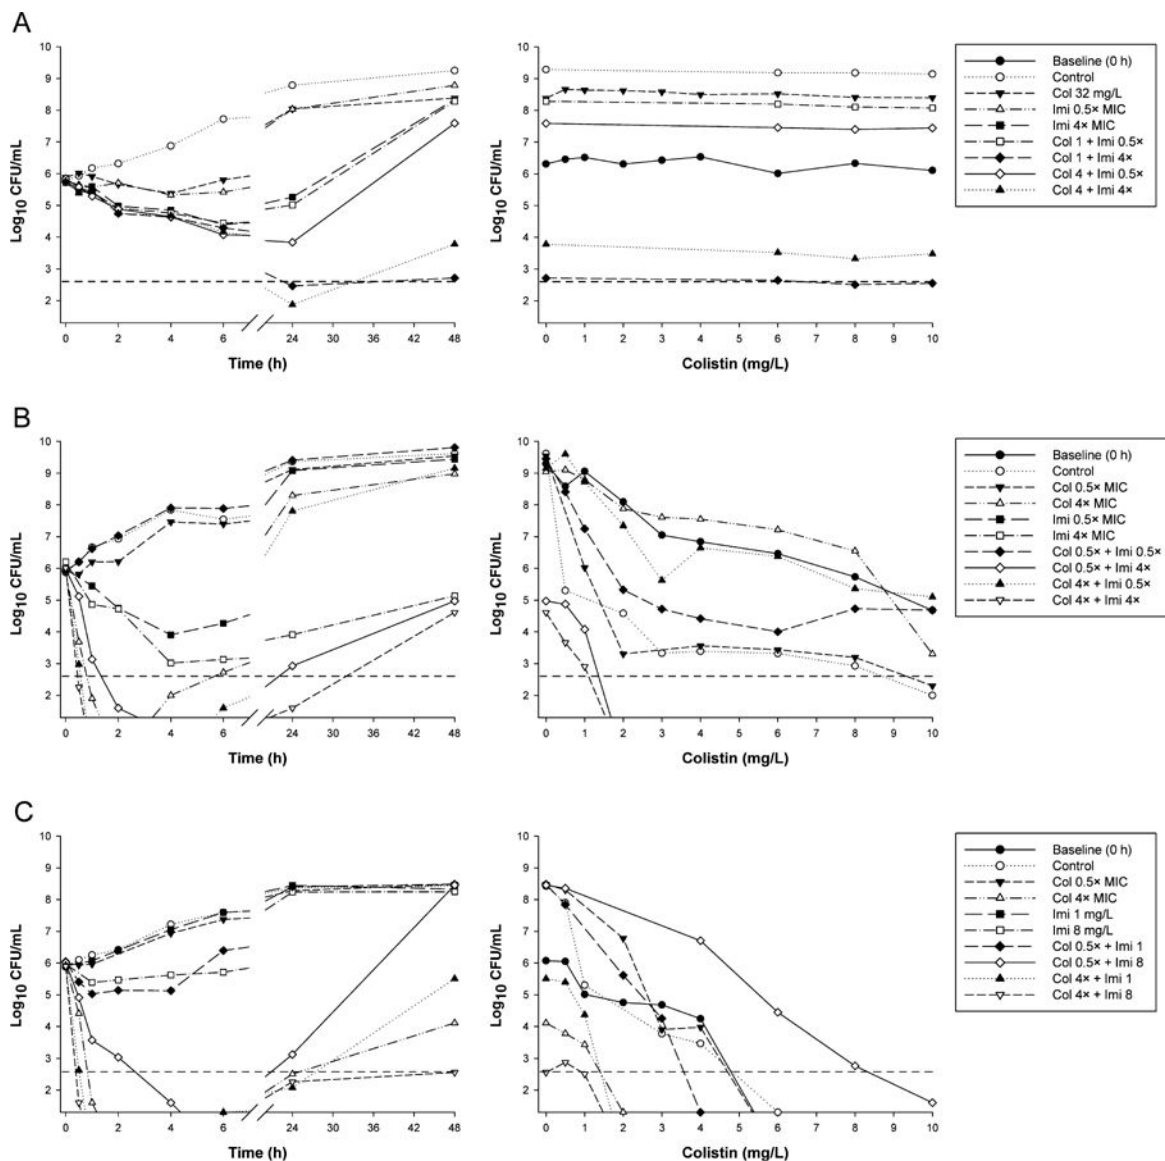 A
Log10 CFU/mL
10
9
8
7
6
5
4
3
2
0 2 4 6 24 30 36 42 48
Time (h)
Log10 CFU/mL
10
9
8
7
6
5
4
3
2
0 1 2 3 4 5 6 7 8 9 10
Colistin (mg/L)
Baseline (0 h)
Control
Col 32 mg/L
Imi 0.5× MIC
Imi 4× MIC
Col 1 + Imi 0.5×
Col 1 + Imi 4×
Col 4 + Imi 0.5×
Col 4 + Imi 4×
B
Log10 CFU/mL
10
9
8
7
6
5
4
3
2
0 2 4 6 24 30 36 42 48
Time (h)
Log10 CFU/mL
10
9
8
7
6
5
4
3
2
0 1 2 3 4 5 6 7 8 9 10
Colistin (mg/L)
Baseline (0 h)
Control
Col 0.5× MIC
Col 4× MIC
Imi 0.5× MIC
Imi 4× MIC
Col 0.5× + Imi 0.5×
Col 0.5× + Imi 4×
Col 4× + Imi 0.5×
Col 4× + Imi 4×
C
Log10 CFU/mL
10
9
8
7
6
5
4
3
2
0 2 4 6 24 30 36 42 48
Time (h)
Log10 CFU/mL
10
9
8
7
6
5
4
3
2
0 1 2 3 4 5 6 7 8 9 10
Colistin (mg/L)
Baseline (0 h)
Control
Col 0.5× MIC
Col 4× MIC
Imi 1 mg/L
Imi 8 mg/L
Col 0.5× + Imi 1
Col 0.5× + Imi 8
Col 4× + Imi 1
Col 4× + Imi 8